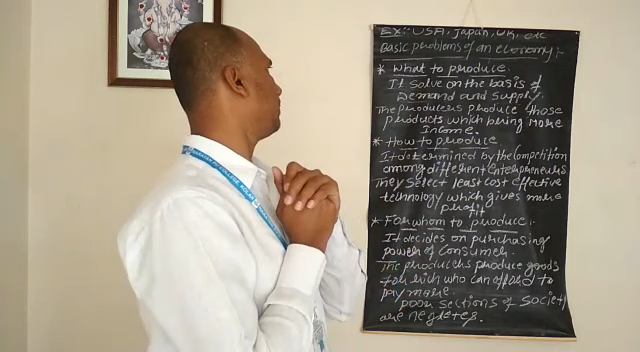 Ex:- USA, Japan, UK, etc
Basic problems of an economy:-
* What to produce.
It solve on the basis of
Demand and supply.
The producers produce those
products which bring more
Income.
* How to produce
It determined by the competition
among different entrepreneurs
They select least cost effective
technology which gives more
profit
* For whom to produce.
It decides on purchasing
power of consumer.
The producers produce goods
for rich who can afford to
pay more.
poor sections of society
are negletes.